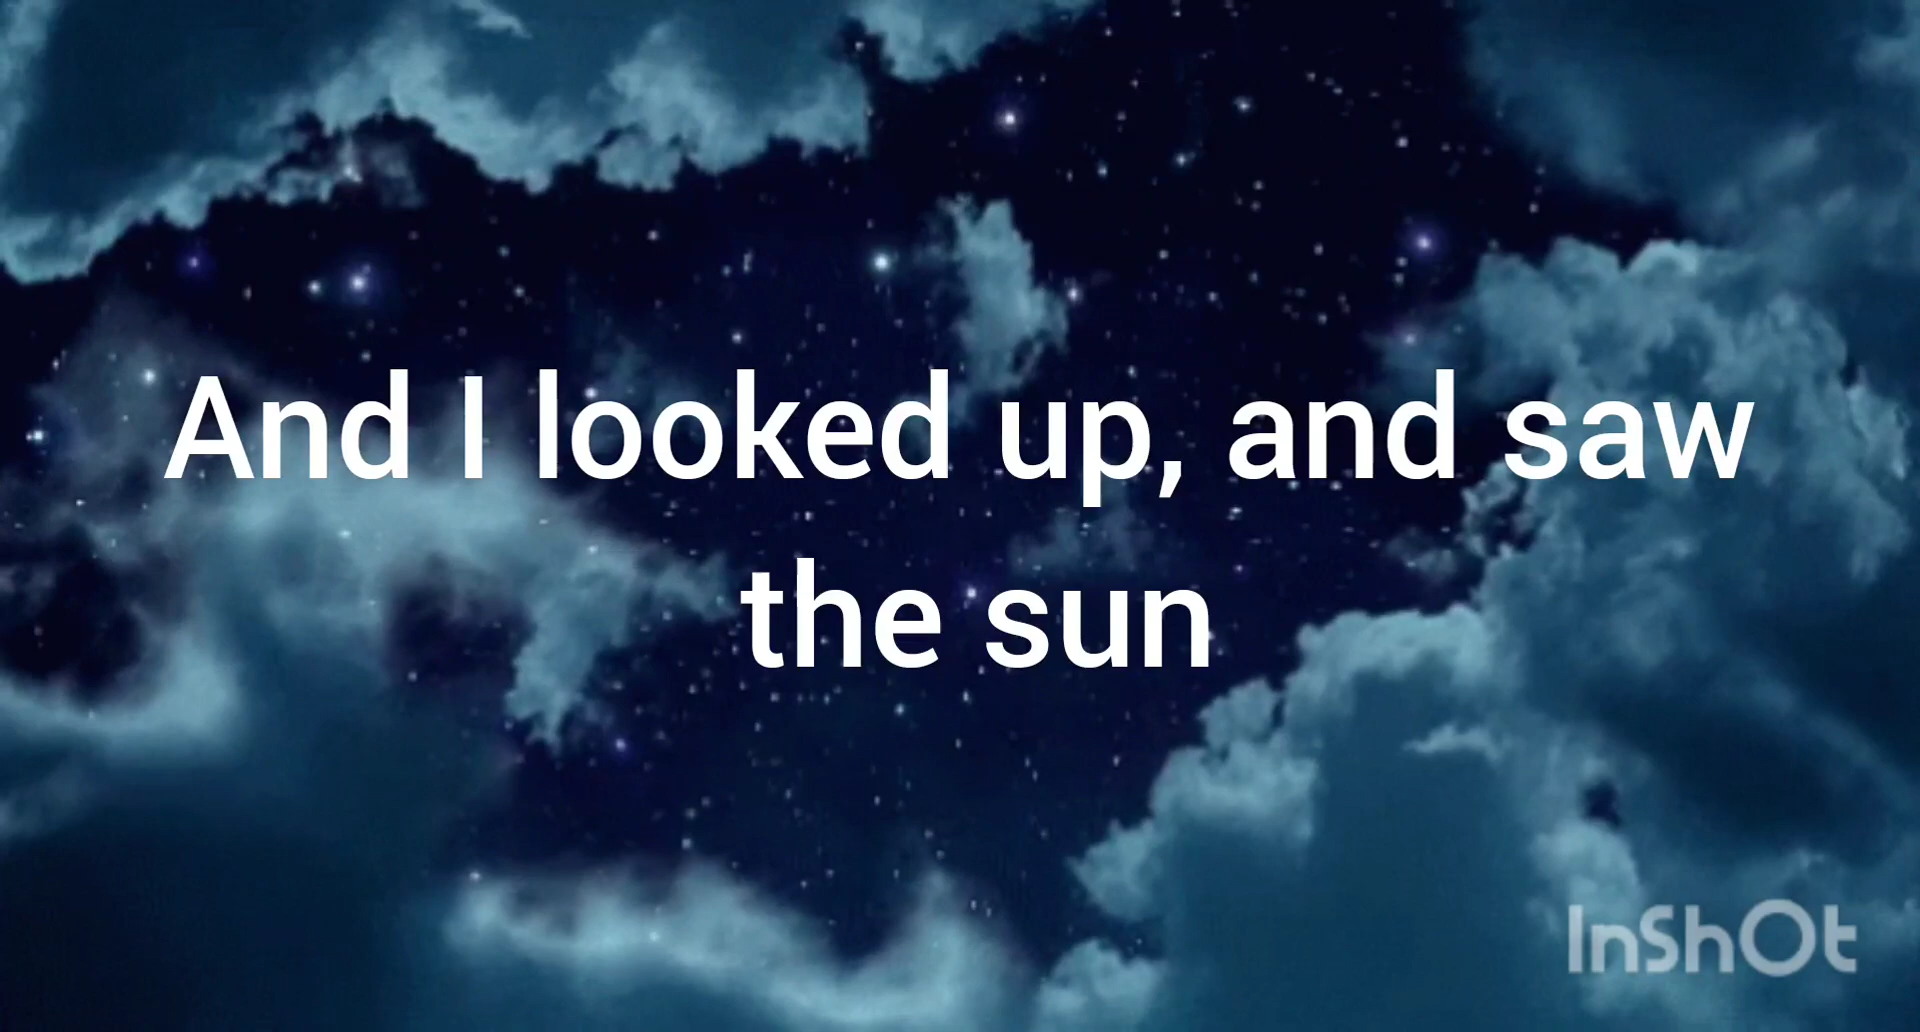 And I looked up, and saw
the sun
InShOt